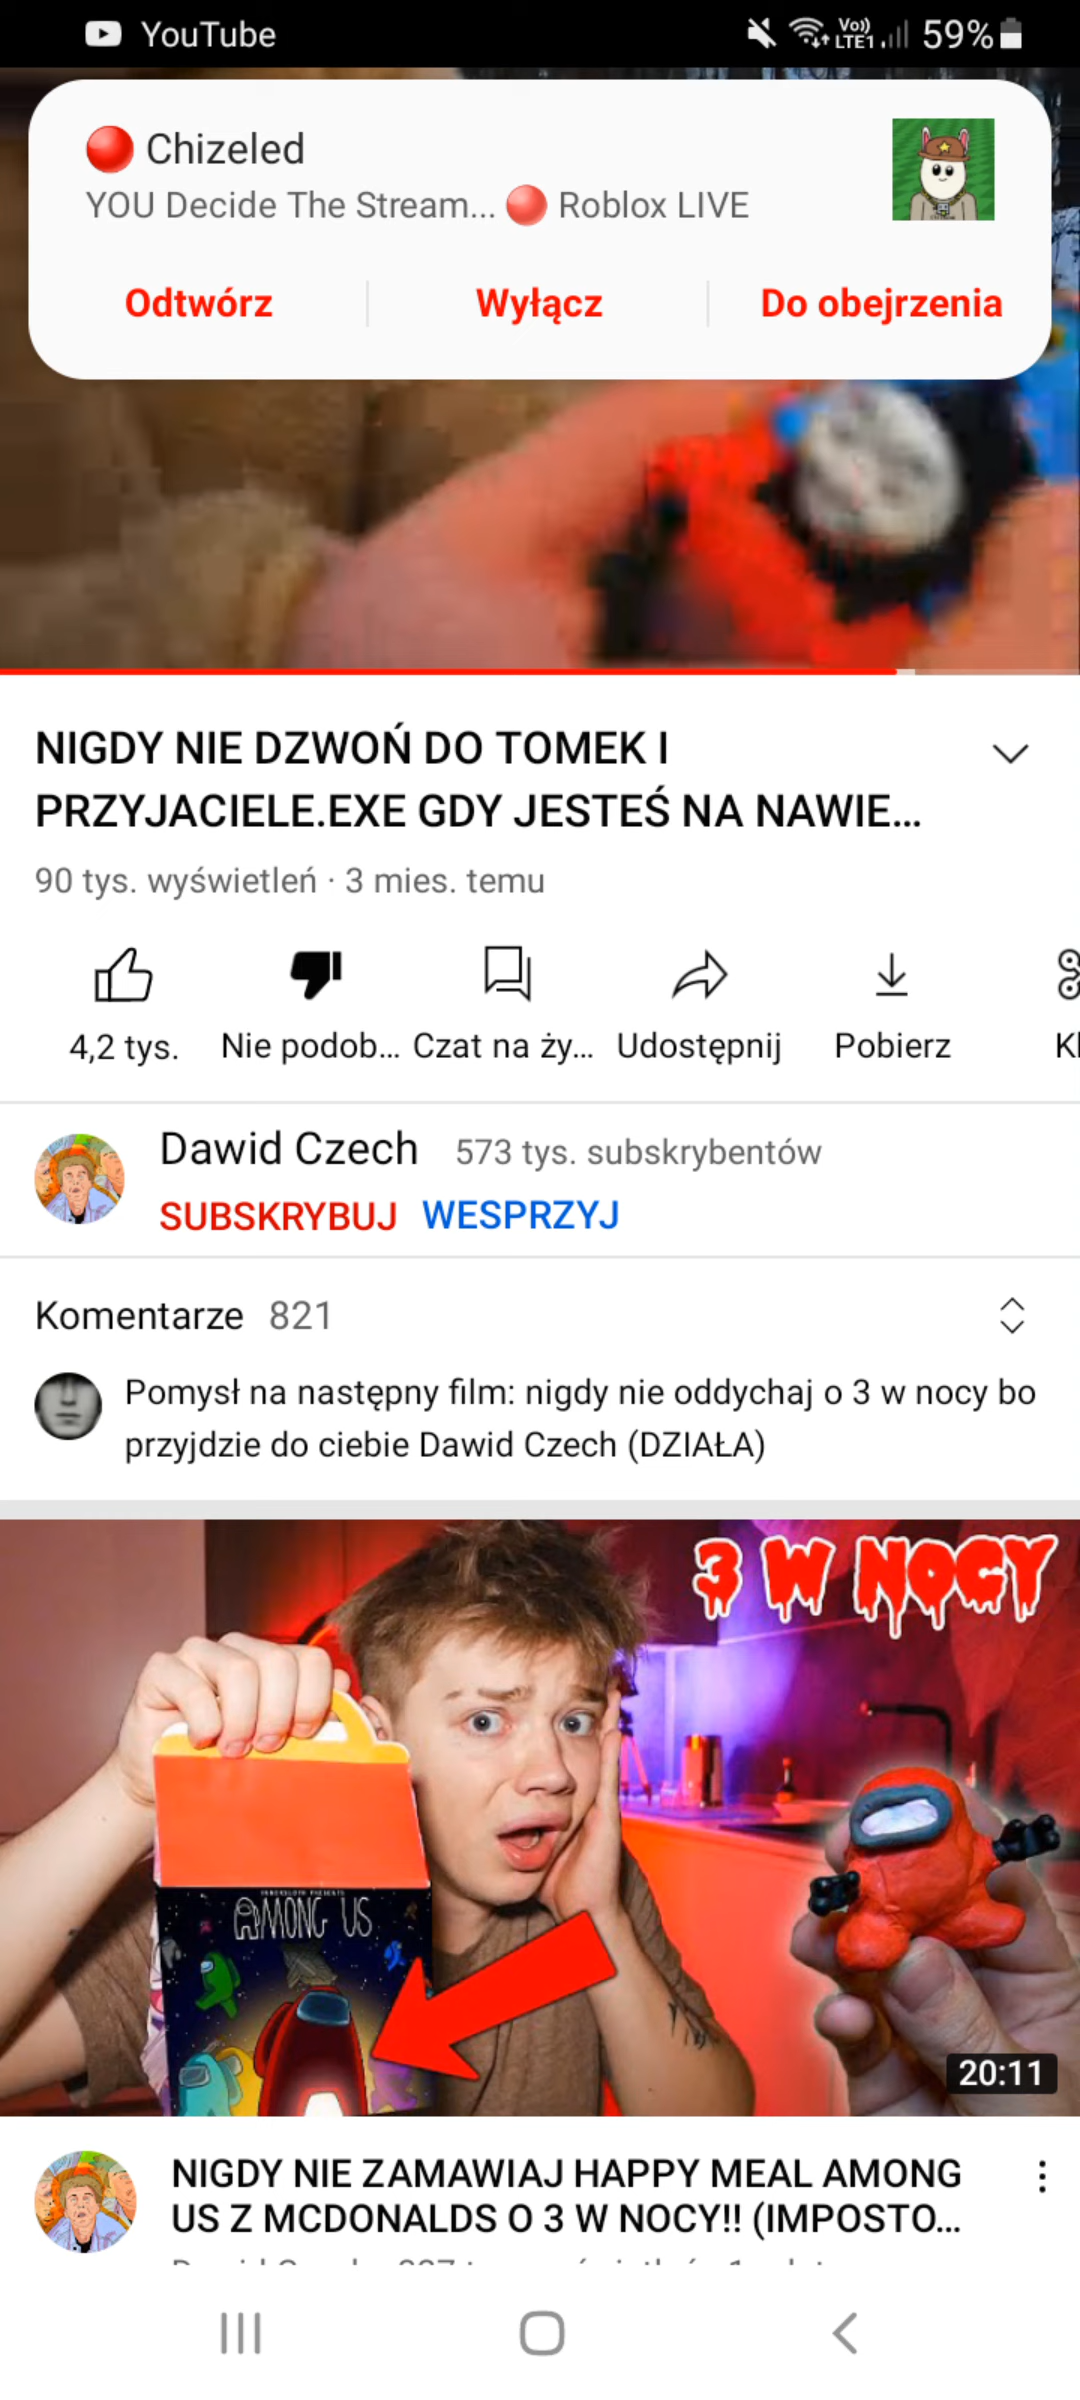 YouTube
Vo)) LTE1 59%
Chizeled
YOU Decide The Stream... Roblox LIVE
Odtwórz Wyłącz Do obejrzenia
NIGDY NIE DZWOŃ DO TOMEK I
PRZYJACIELE.EXE GDY JESTEŚ NA NAWIE...
90 tys. wyświetleń · 3 mies. temu
4,2 tys. Nie podob... Czat na ży... Udostępnij Pobierz Kl
Dawid Czech 573 tys. subskrybentów
SUBSKRYBUJ WESPRZYJ
Komentarze 821
Pomysł na następny film: nigdy nie oddychaj o 3 w nocy bo
przyjdzie do ciebie Dawid Czech (DZIAŁA)
3 W NOCY
AMONG US
20:11
NIGDY NIE ZAMAWIAJ HAPPY MEAL AMONG
US Z MCDONALDS O 3 W NOCY!! (IMPOSTO...